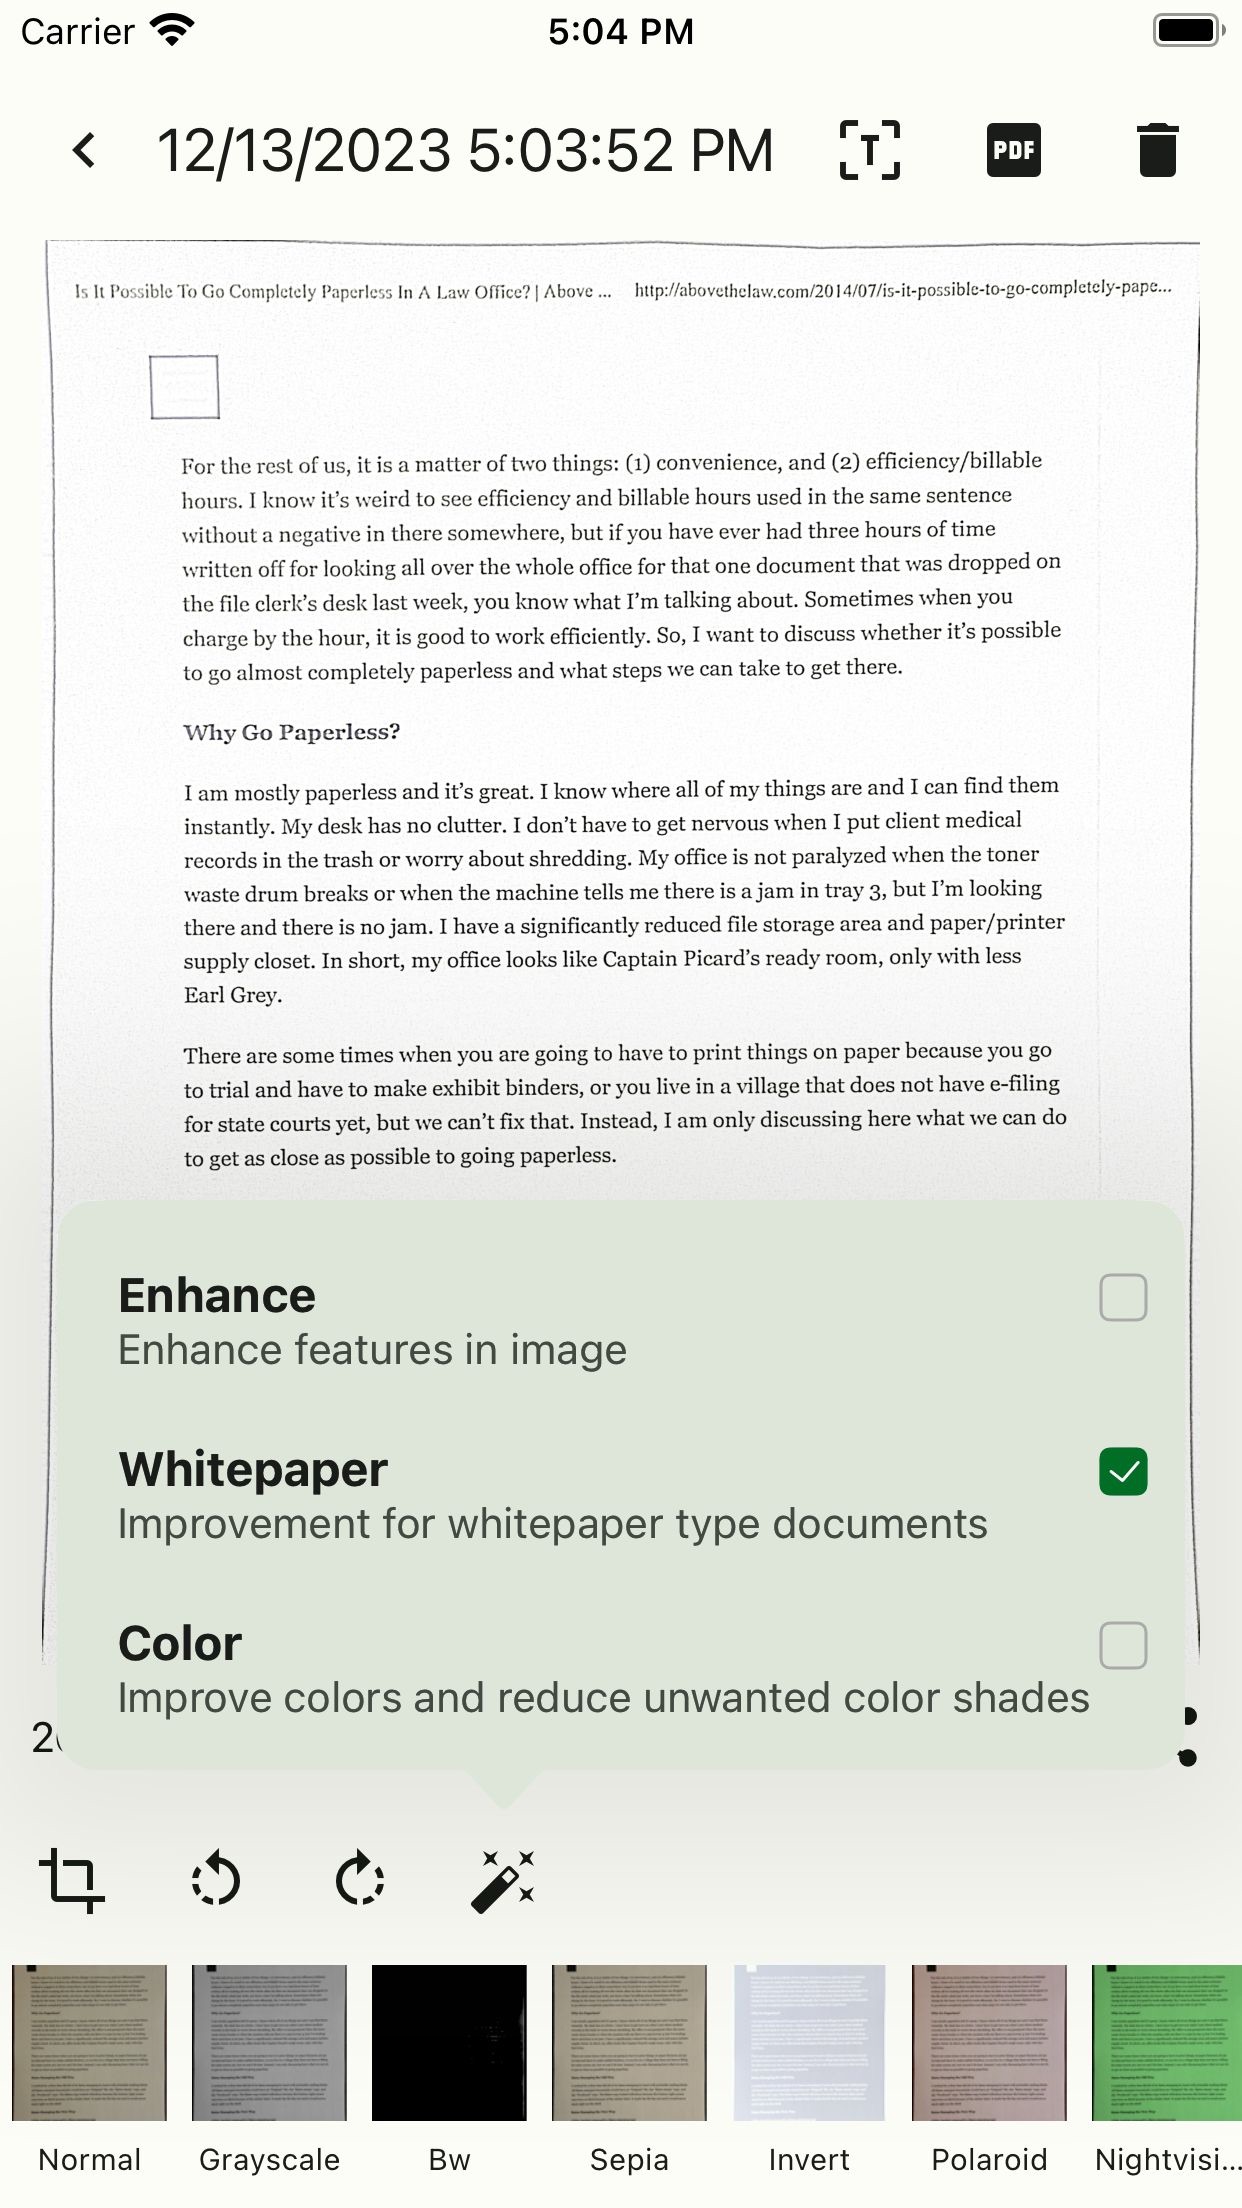 Carrier 5:04 PM
12/13/2023 5:03:52 PM T PDF
Is It Possible To Go Completely Paperless In A Law Office? | Above ... http://abovethelaw.com/2014/07/is-it-possible-to-go-completely-pape...
For the rest of us, it is a matter of two things: (1) convenience, and (2) efficiency/billable
hours. I know it’s weird to see efficiency and billable hours used in the same sentence
without a negative in there somewhere, but if you have ever had three hours of time
written off for looking all over the whole office for that one document that was dropped on
the file clerk’s desk last week, you know what I’m talking about. Sometimes when you
charge by the hour, it is good to work efficiently. So, I want to discuss whether it’s possible
to go almost completely paperless and what steps we can take to get there.
Why Go Paperless?
I am mostly paperless and it’s great. I know where all of my things are and I can find them
instantly. My desk has no clutter. I don’t have to get nervous when I put client medical
records in the trash or worry about shredding. My office is not paralyzed when the toner
waste drum breaks or when the machine tells me there is a jam in tray 3, but I’m looking
there and there is no jam. I have a significantly reduced file storage area and paper/printer
supply closet. In short, my office looks like Captain Picard’s ready room, only with less
Earl Grey.
There are some times when you are going to have to print things on paper because you go
to trial and have to make exhibit binders, or you live in a village that does not have e-filing
for state courts yet, but we can’t fix that. Instead, I am only discussing here what we can do
to get as close as possible to going paperless.
Enhance
Enhance features in image
Whitepaper
Improvement for whitepaper type documents
Color
Improve colors and reduce unwanted color shades
Normal Grayscale Bw Sepia Invert Polaroid Nightvisi...